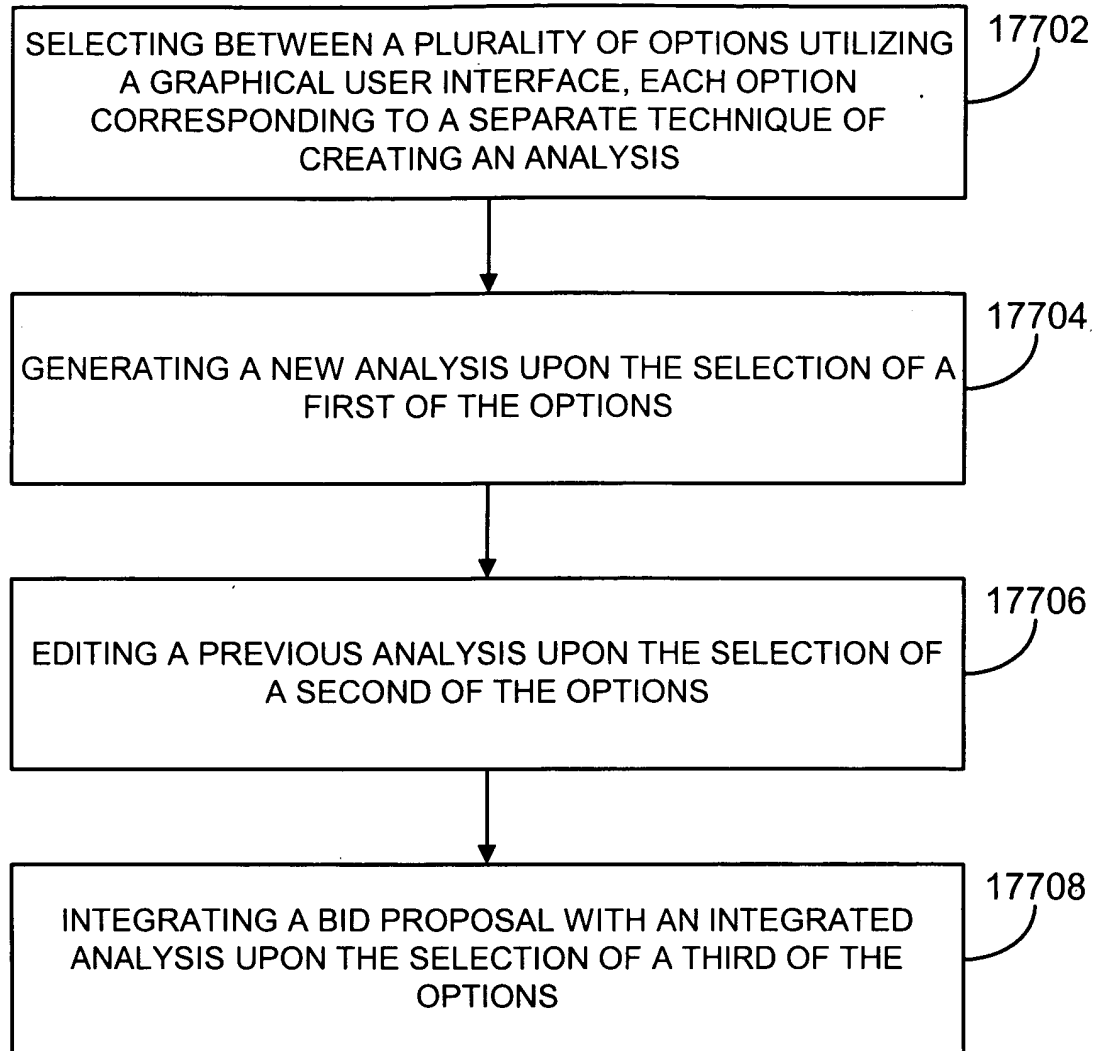 SELECTING BETWEEN A PLURALITY OF OPTIONS UTILIZING
A GRAPHICAL USER INTERFACE, EACH OPTION
CORRESPONDING TO A SEPARATE TECHNIQUE OF
CREATING AN ANALYSIS
17702
GENERATING A NEW ANALYSIS UPON THE SELECTION OF A
FIRST OF THE OPTIONS
17704
EDITING A PREVIOUS ANALYSIS UPON THE SELECTION OF
A SECOND OF THE OPTIONS
17706
INTEGRATING A BID PROPOSAL WITH AN INTEGRATED
ANALYSIS UPON THE SELECTION OF A THIRD OF THE
OPTIONS
17708